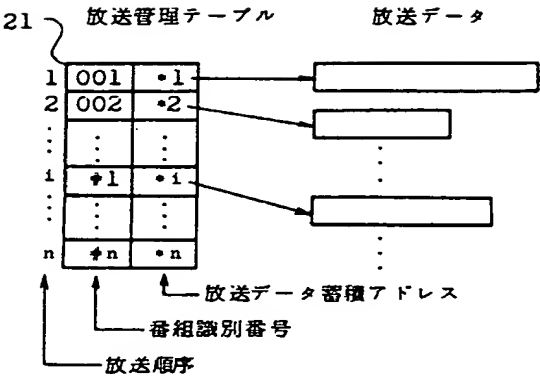 21 放送管理テーブル 放送データ
1 001 *1
2 002 *2
i #1 *i
n #n *n
放送データ蓄積アドレス
番組識別番号
放送順序